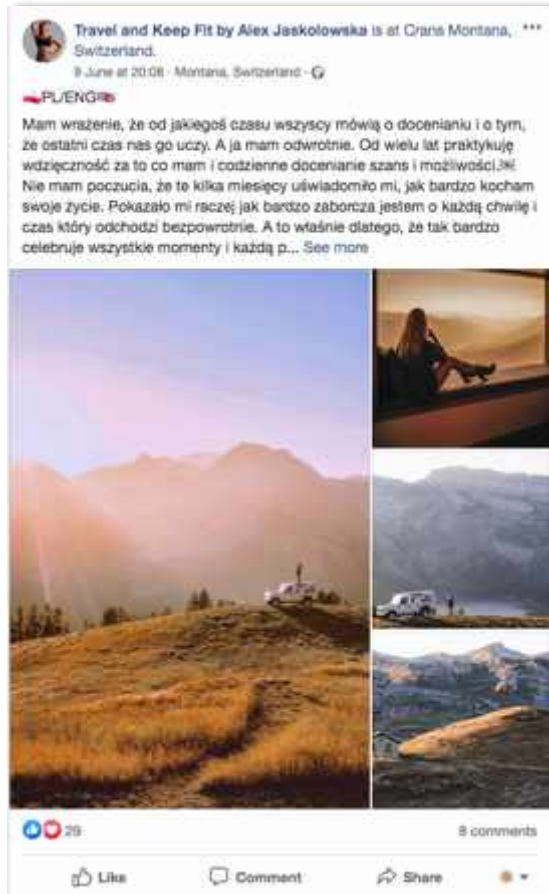 Travel and Keep Fit by Alex Jaskolowska is at Crans Montana,
Switzerland.
9 June at 20:08 · Montana, Switzerland ·
PL/ENG
Mam wrażenie, że od jakiegoś czasu wszyscy mówią o docenianiu i o tym,
że ostatni czas nas go uczy. A ja mam odwrotnie. Od wielu lat praktykuję
wdzięczność za to co mam i codzienne docenianie szans i możliwości.
Nie mam poczucia, że te kilka miesięcy uświadomiło mi, jak bardzo kocham
swoje życie. Pokazało mi raczej jak bardzo zaborcza jestem o każdą chwilę i
czas który odchodzi bezpowrotnie. A to właśnie dlatego, że tak bardzo
celebruje wszystkie momenty i każdą p... See more
29
8 comments
Like
Comment
Share